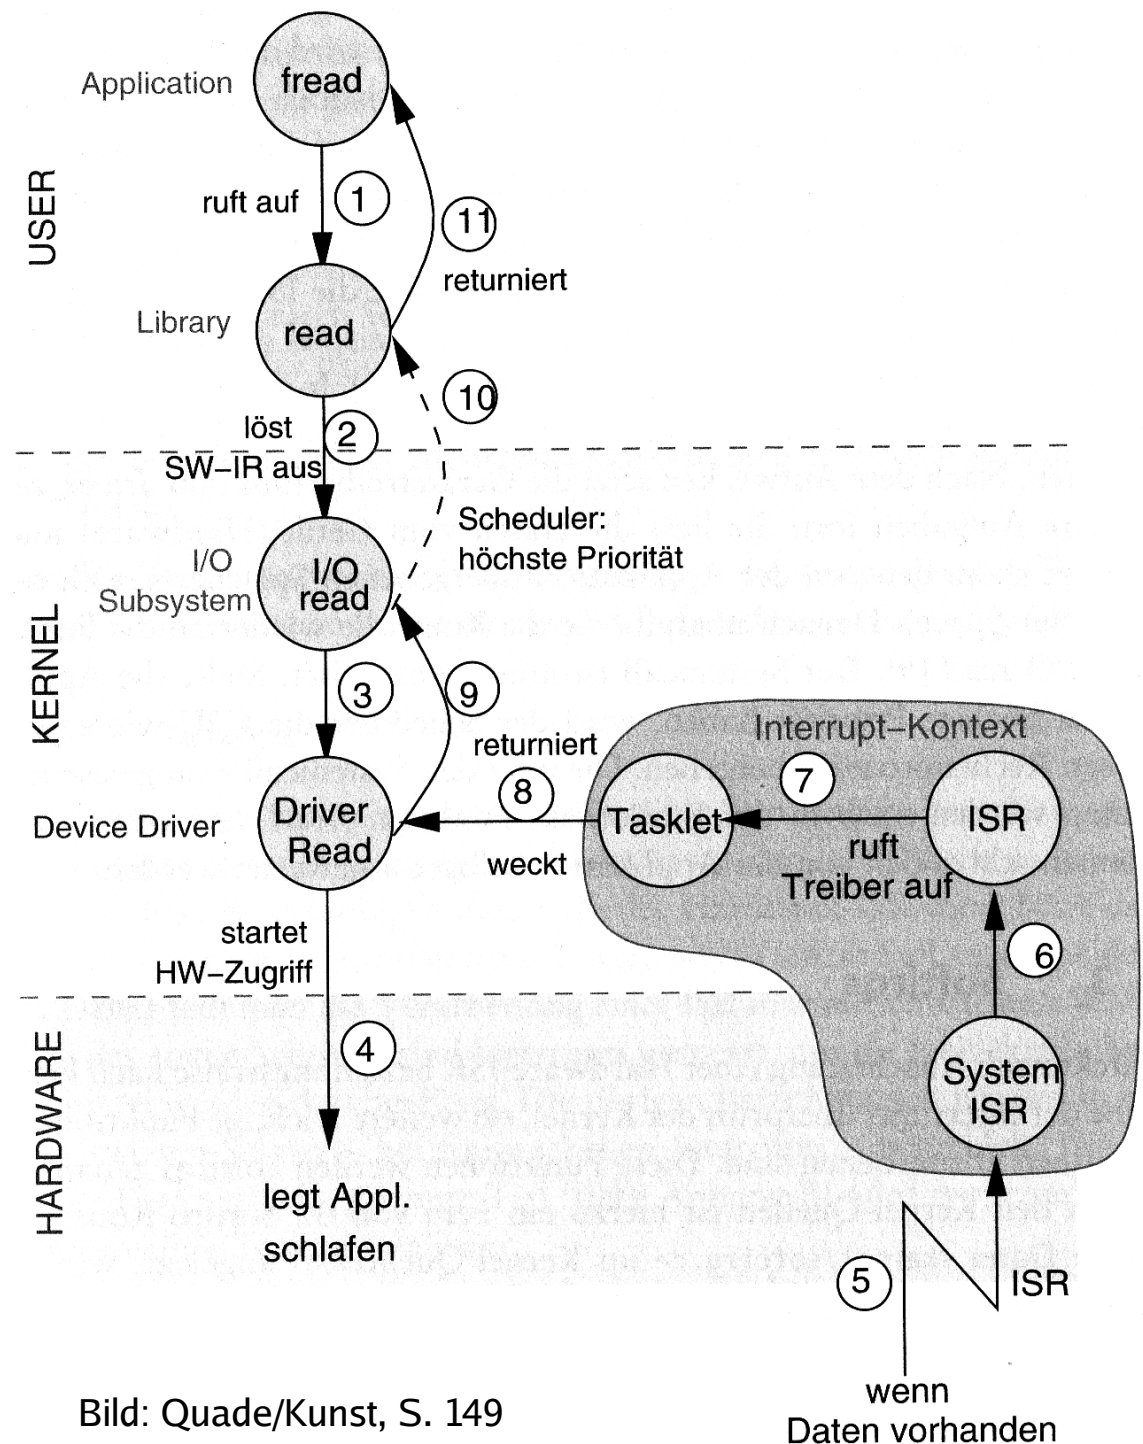 Application
fread
USER
ruft auf
1
11
returniert
Library
read
10
löst
2
SW–IR aus
Scheduler:
höchste Priorität
I/O
Subsystem
I/O
read
KERNEL
3
9
Interrupt–Kontext
returniert
7
8
Device Driver
Driver
Read
Tasklet
ISR
weckt
ruft
Treiber auf
startet
HW–Zugriff
6
HARDWARE
4
System
ISR
legt Appl.
schlafen
5
ISR
wenn
Daten vorhanden
Bild: Quade/Kunst, S. 149